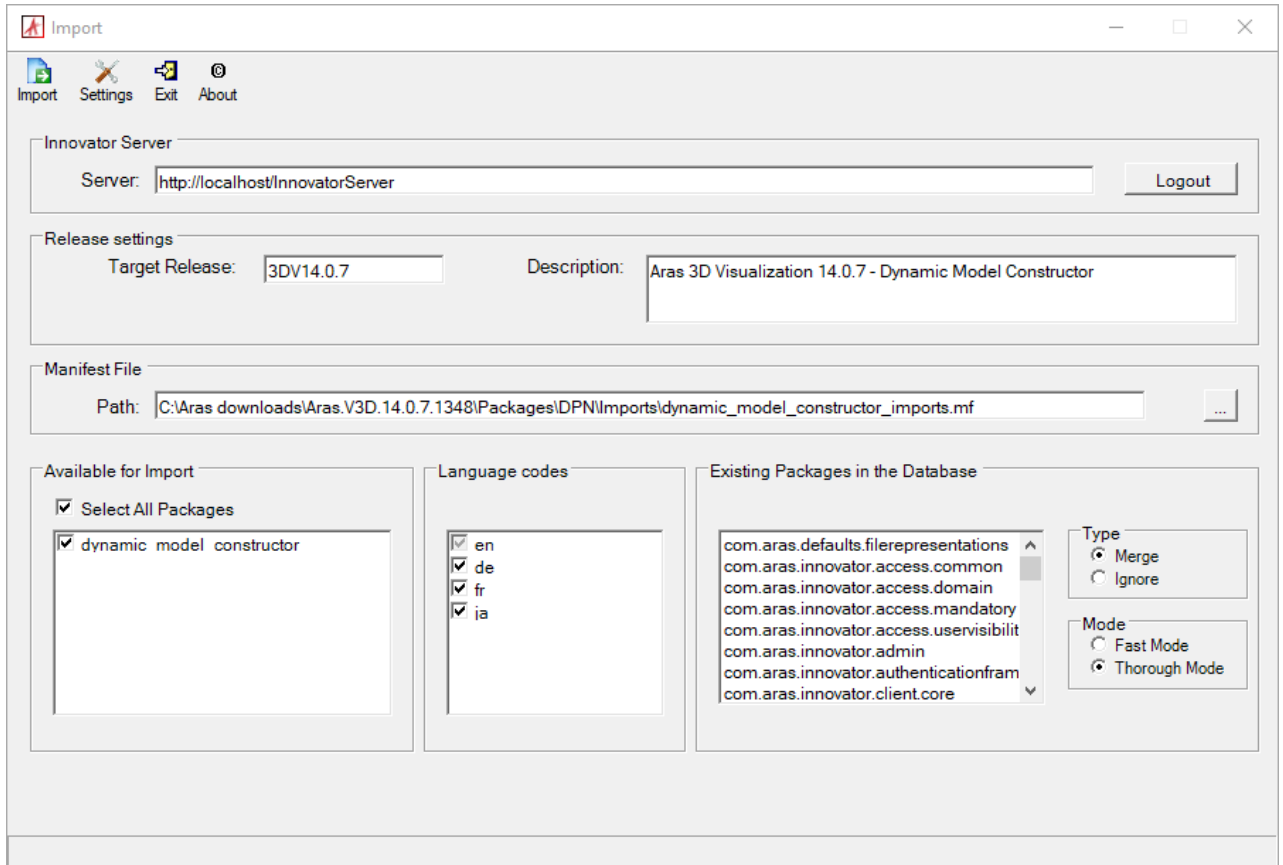 Import
Import Settings Exit About
Innovator Server
Server: http://localhost/InnovatorServer Logout
Release settings
Target Release: 3DV14.0.7 Description: Aras 3D Visualization 14.0.7 - Dynamic Model Constructor
Manifest File
Path: C:\Aras downloads\Aras.V3D.14.0.7.1348\Packages\DPN\Imports\dynamic_model_constructor_imports.mf ...
Available for Import
Select All Packages
dynamic_model_constructor
Language codes
en
de
fr
ja
Existing Packages in the Database
com.aras.defaults.filerepresentations
com.aras.innovator.access.common
com.aras.innovator.access.domain
com.aras.innovator.access.mandatory
com.aras.innovator.access.uservisibilit
com.aras.innovator.admin
com.aras.innovator.authenticationfram
com.aras.innovator.client.core
Type
Merge
Ignore
Mode
Fast Mode
Thorough Mode